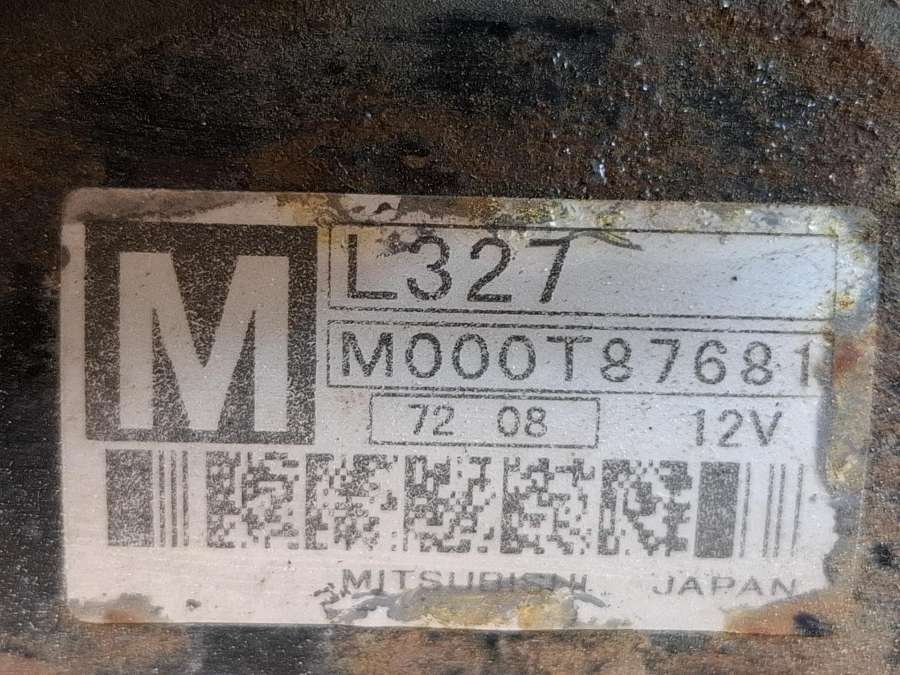 M
L327
M000T87681
72 08
12V
MITSUBISHI JAPAN